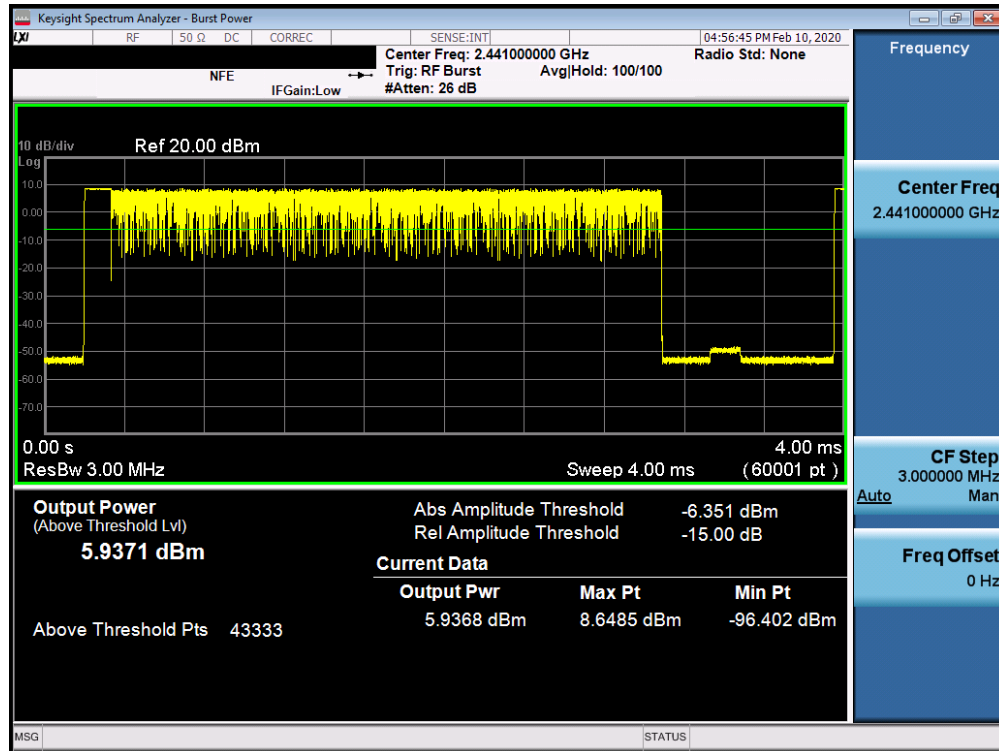 Keysight Spectrum Analyzer - Burst Power
LXI RF 50 Ω DC CORREC SENSE:INT 04:56:45 PM Feb 10, 2020
Center Freq: 2.441000000 GHz Radio Std: None
NFE Trig: RF Burst Avg|Hold: 100/100
IFGain:Low #Atten: 26 dB
Frequency
10 dB/div Ref 20.00 dBm
Log
10.0
0.00
-10.0
-20.0
-30.0
-40.0
-50.0
-60.0
-70.0
0.00 s 4.00 ms
ResBw 3.00 MHz Sweep 4.00 ms (60001 pt)
Center Freq
2.441000000 GHz
CF Step
3.000000 MHz
Auto Man
Freq Offset
0 Hz
Output Power
(Above Threshold Lvl)
5.9371 dBm
Above Threshold Pts 43333
Abs Amplitude Threshold -6.351 dBm
Rel Amplitude Threshold -15.00 dB
Current Data
Output Pwr Max Pt Min Pt
5.9368 dBm 8.6485 dBm -96.402 dBm
MSG STATUS